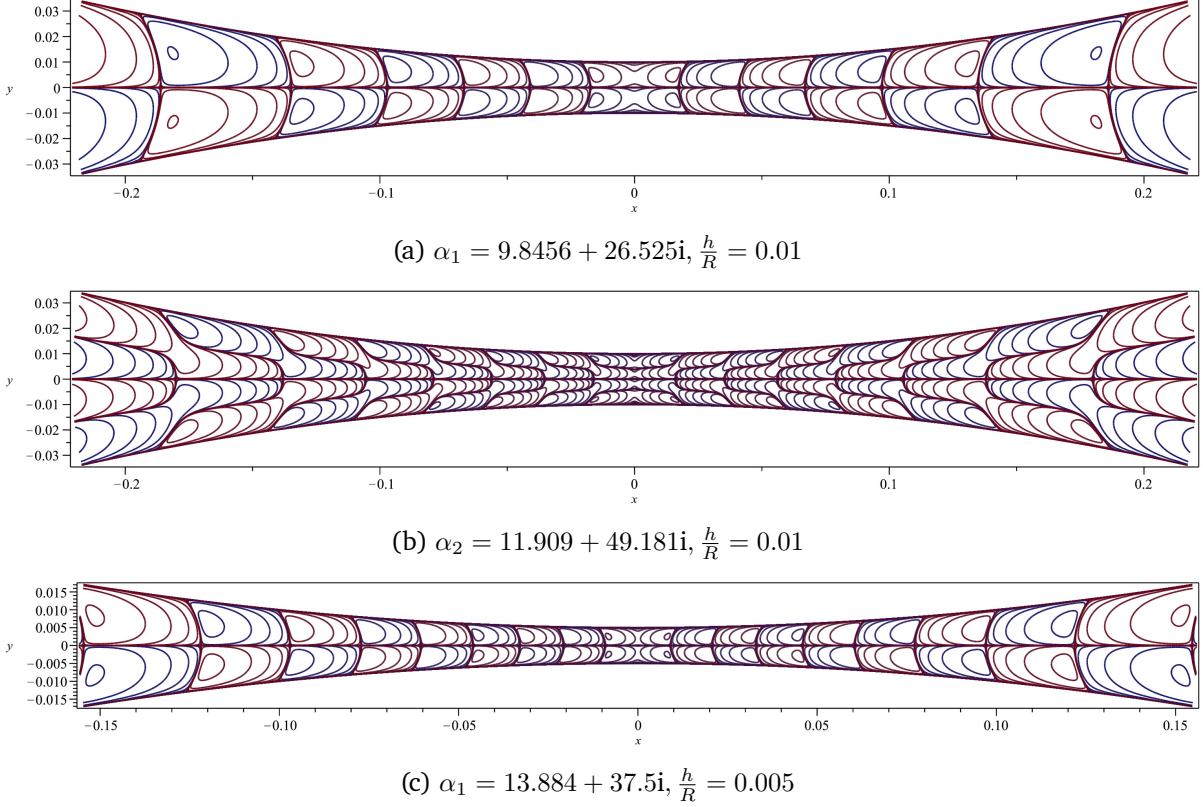 0.03
0.02
0.01
y 0
−0.01
−0.02
−0.03
−0.2 −0.1 0 0.1 0.2
x
(a) α₁ = 9.8456 + 26.525i, h/R = 0.01
0.03
0.02
0.01
y 0
−0.01
−0.02
−0.03
−0.2 −0.1 0 0.1 0.2
x
(b) α₂ = 11.909 + 49.181i, h/R = 0.01
0.015
0.010
0.005
y 0
−0.005
−0.010
−0.015
−0.15 −0.10 −0.05 0 0.05 0.10 0.15
x
(c) α₁ = 13.884 + 37.5i, h/R = 0.005